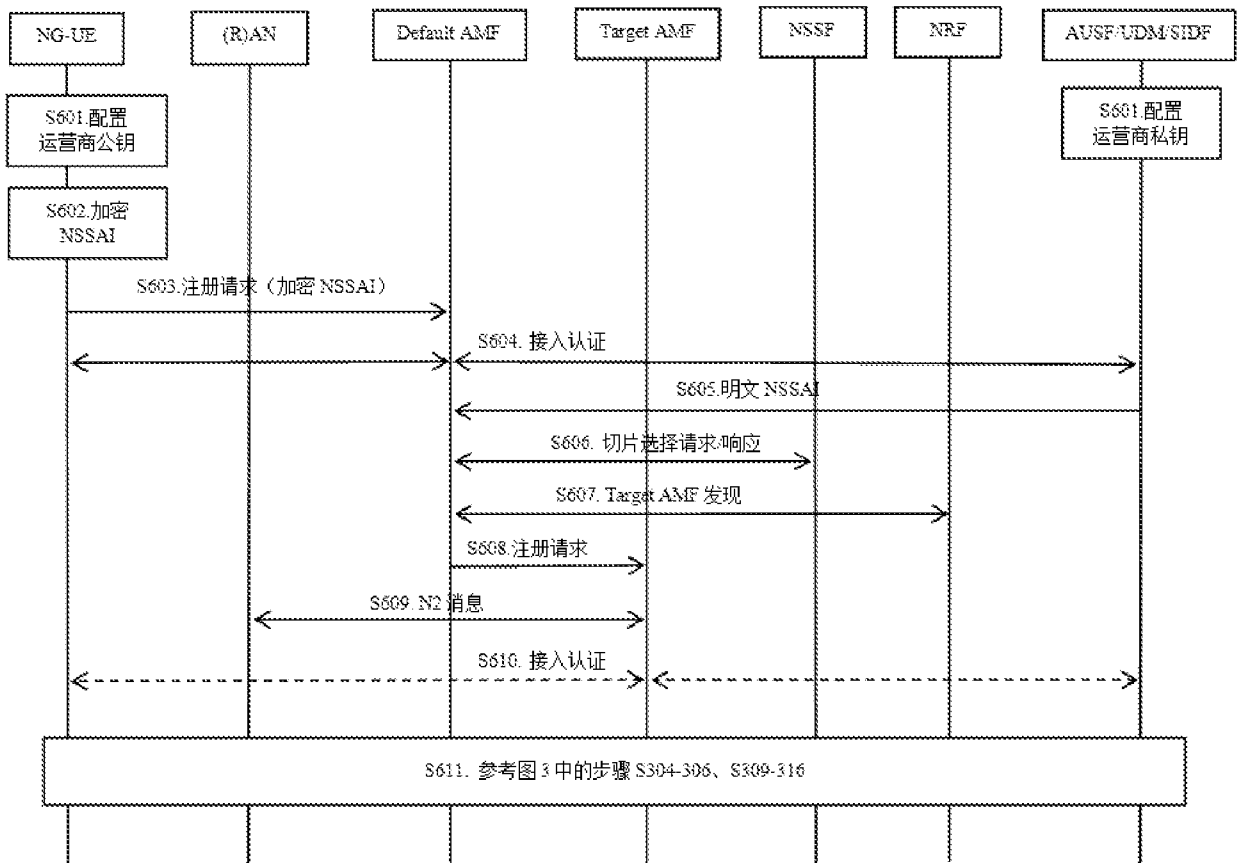 NG-UE
(R)AN
Default AMF
Target AMF
NSSF
NRF
AUSF/UDM/SIDF
S601.配置
运营商公钥
S601.配置
运营商私钥
S602.加密
NSSAI
S603.注册请求（加密 NSSAI）
S604. 接入认证
S605.明文 NSSAI
S606. 切片选择请求/响应
S607. Target AMF 发现
S608.注册请求
S609. N2 消息
S610. 接入认证
S611. 参考图 3 中的步骤 S304-306、S309-316